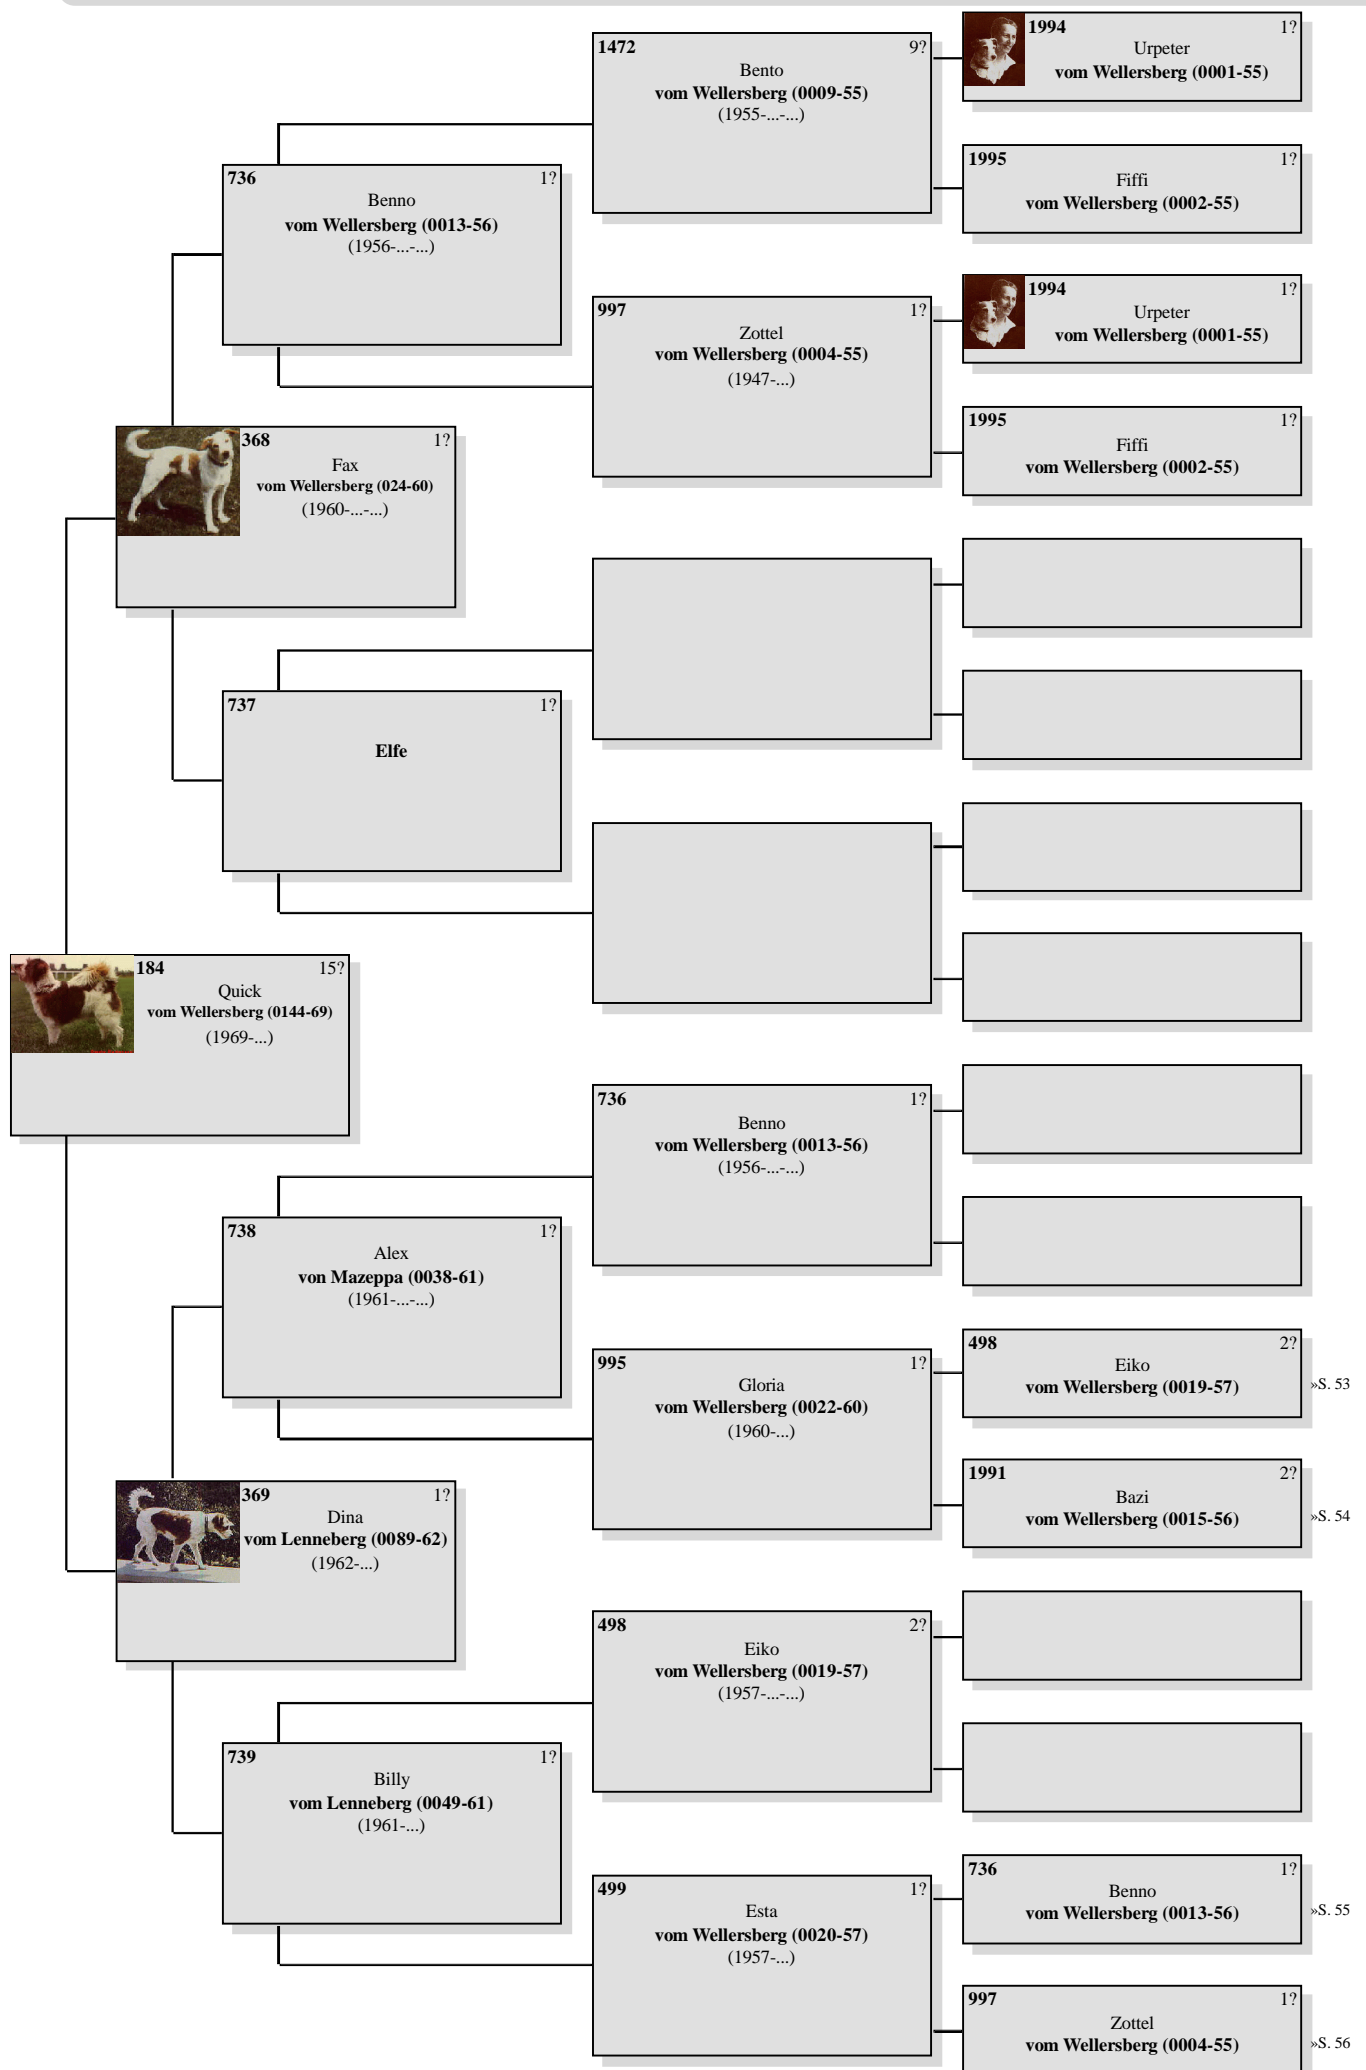 1994 1?
Urpeter
vom Wellersberg (0001-55)
1472 9?
Bento
vom Wellersberg (0009-55)
(1955-...-...)
1995 1?
Fiffi
vom Wellersberg (0002-55)
736 1?
Benno
vom Wellersberg (0013-56)
(1956-...-...)
1994 1?
Urpeter
vom Wellersberg (0001-55)
997 1?
Zottel
vom Wellersberg (0004-55)
(1947-...)
1995 1?
Fiffi
vom Wellersberg (0002-55)
368 1?
Fax
vom Wellersberg (024-60)
(1960-...-...)
737 1?
Elfe
184 15?
Quick
vom Wellersberg (0144-69)
(1969-...)
736 1?
Benno
vom Wellersberg (0013-56)
(1956-...-...)
738 1?
Alex
von Mazeppa (0038-61)
(1961-...-...)
498 2?
Eiko
vom Wellersberg (0019-57)
»S. 53
995 1?
Gloria
vom Wellersberg (0022-60)
(1960-...)
1991 2?
Bazi
vom Wellersberg (0015-56)
»S. 54
369 1?
Dina
vom Lenneberg (0089-62)
(1962-...)
498 2?
Eiko
vom Wellersberg (0019-57)
(1957-...-...)
739 1?
Billy
vom Lenneberg (0049-61)
(1961-...)
736 1?
Benno
vom Wellersberg (0013-56)
»S. 55
499 1?
Esta
vom Wellersberg (0020-57)
(1957-...)
997 1?
Zottel
vom Wellersberg (0004-55)
»S. 56